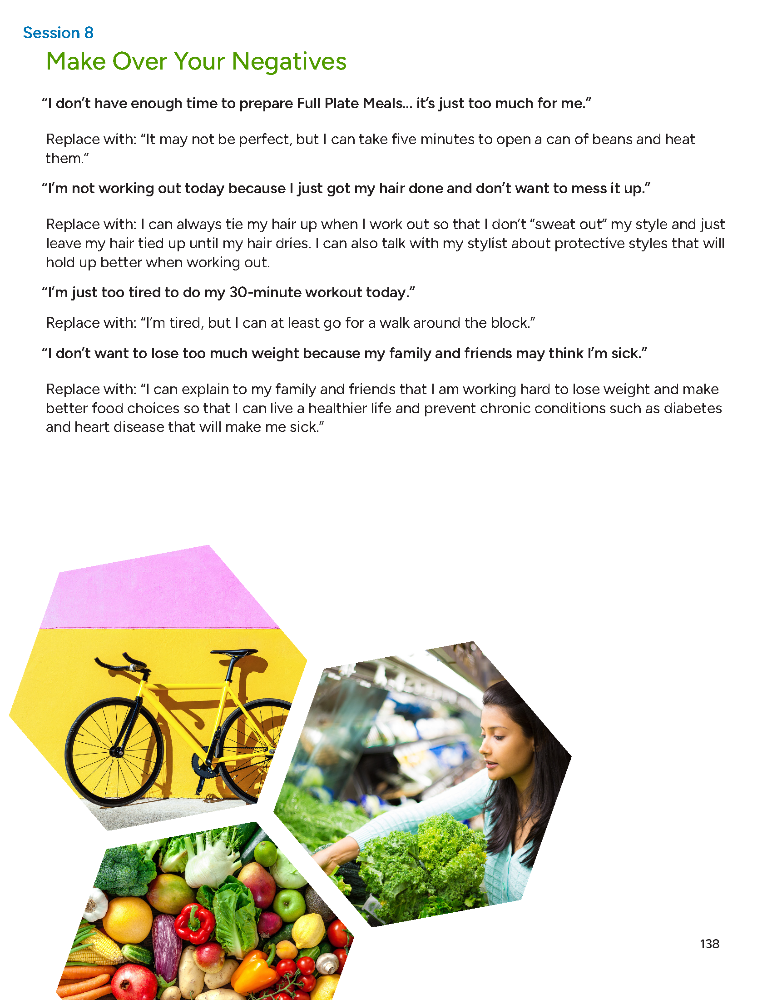 Session 8
Make Over Your Negatives
“I don’t have enough time to prepare Full Plate Meals... it’s just too much for me.”
Replace with: “It may not be perfect, but I can take five minutes to open a can of beans and heat
them.”
“I’m not working out today because I just got my hair done and don’t want to mess it up.”
Replace with: I can always tie my hair up when I work out so that I don’t “sweat out” my style and just
leave my hair tied up until my hair dries. I can also talk with my stylist about protective styles that will
hold up better when working out.
“I’m just too tired to do my 30-minute workout today.”
Replace with: “I’m tired, but I can at least go for a walk around the block.”
“I don’t want to lose too much weight because my family and friends may think I’m sick.”
Replace with: “I can explain to my family and friends that I am working hard to lose weight and make
better food choices so that I can live a healthier life and prevent chronic conditions such as diabetes
and heart disease that will make me sick.”
138